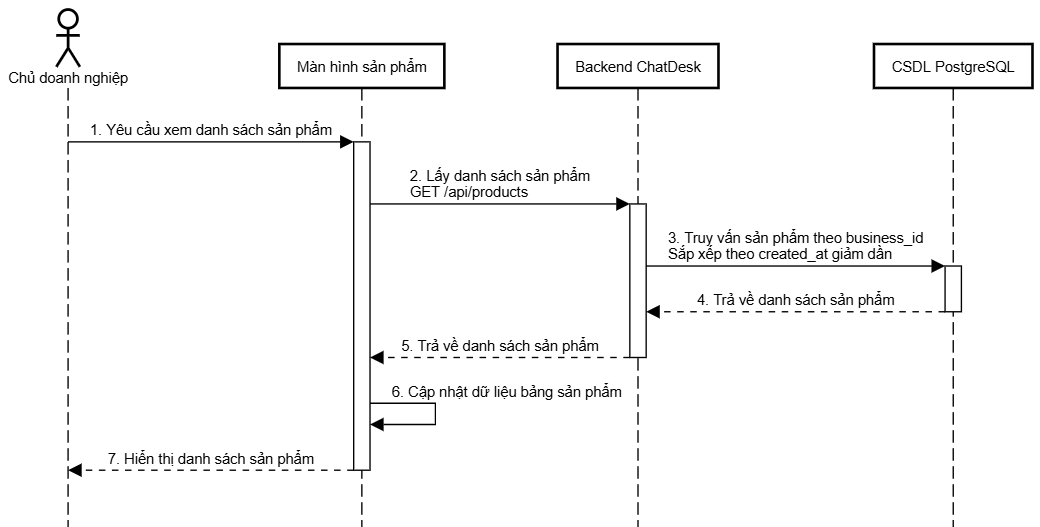 Chủ doanh nghiệp
Màn hình sản phẩm
Backend ChatDesk
CSDL PostgreSQL
1. Yêu cầu xem danh sách sản phẩm
2. Lấy danh sách sản phẩm
GET /api/products
3. Truy vấn sản phẩm theo business_id
Sắp xếp theo created_at giảm dần
4. Trả về danh sách sản phẩm
5. Trả về danh sách sản phẩm
6. Cập nhật dữ liệu bảng sản phẩm
7. Hiển thị danh sách sản phẩm